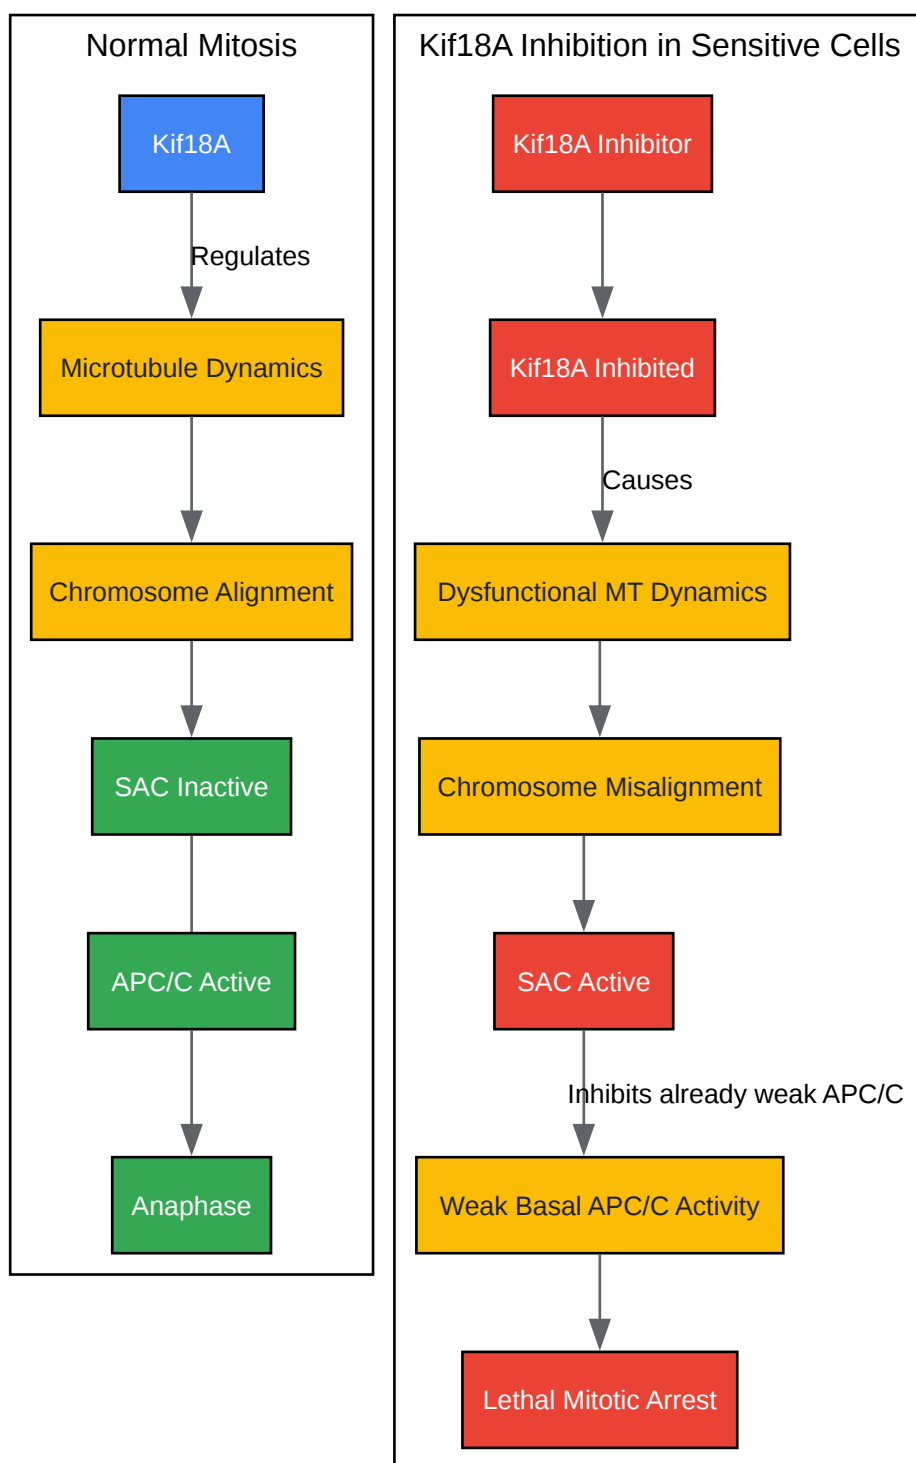 Normal Mitosis
Kif18A
Regulates
Microtubule Dynamics
Chromosome Alignment
SAC Inactive
APC/C Active
Anaphase
Kif18A Inhibition in Sensitive Cells
Kif18A Inhibitor
Kif18A Inhibited
Causes
Dysfunctional MT Dynamics
Chromosome Misalignment
SAC Active
Inhibits already weak APC/C
Weak Basal APC/C Activity
Lethal Mitotic Arrest